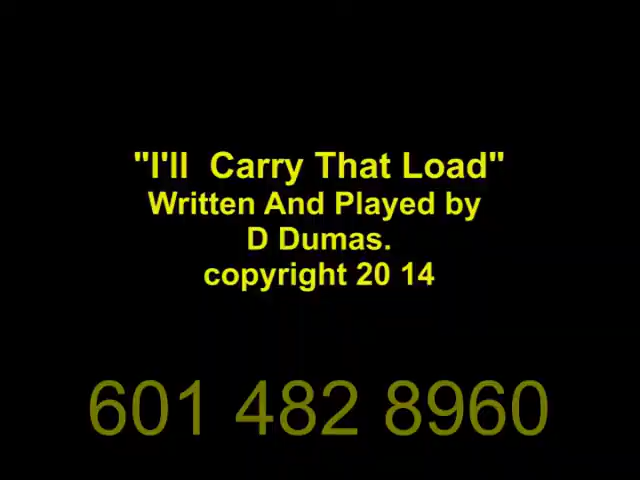 "I'll  Carry That Load"
Written And Played by
D Dumas.
copyright 20 14
601 482 8960